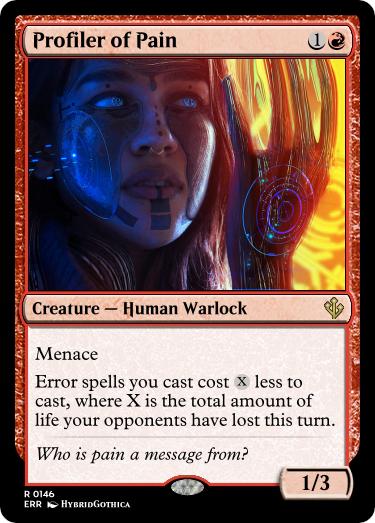 Profiler of Pain 1
Creature — Human Warlock
Menace
Error spells you cast cost X less to
cast, where X is the total amount of
life your opponents have lost this turn.
Who is pain a message from?
1/3
R 0146
ERR HYBRIDGOTHICA